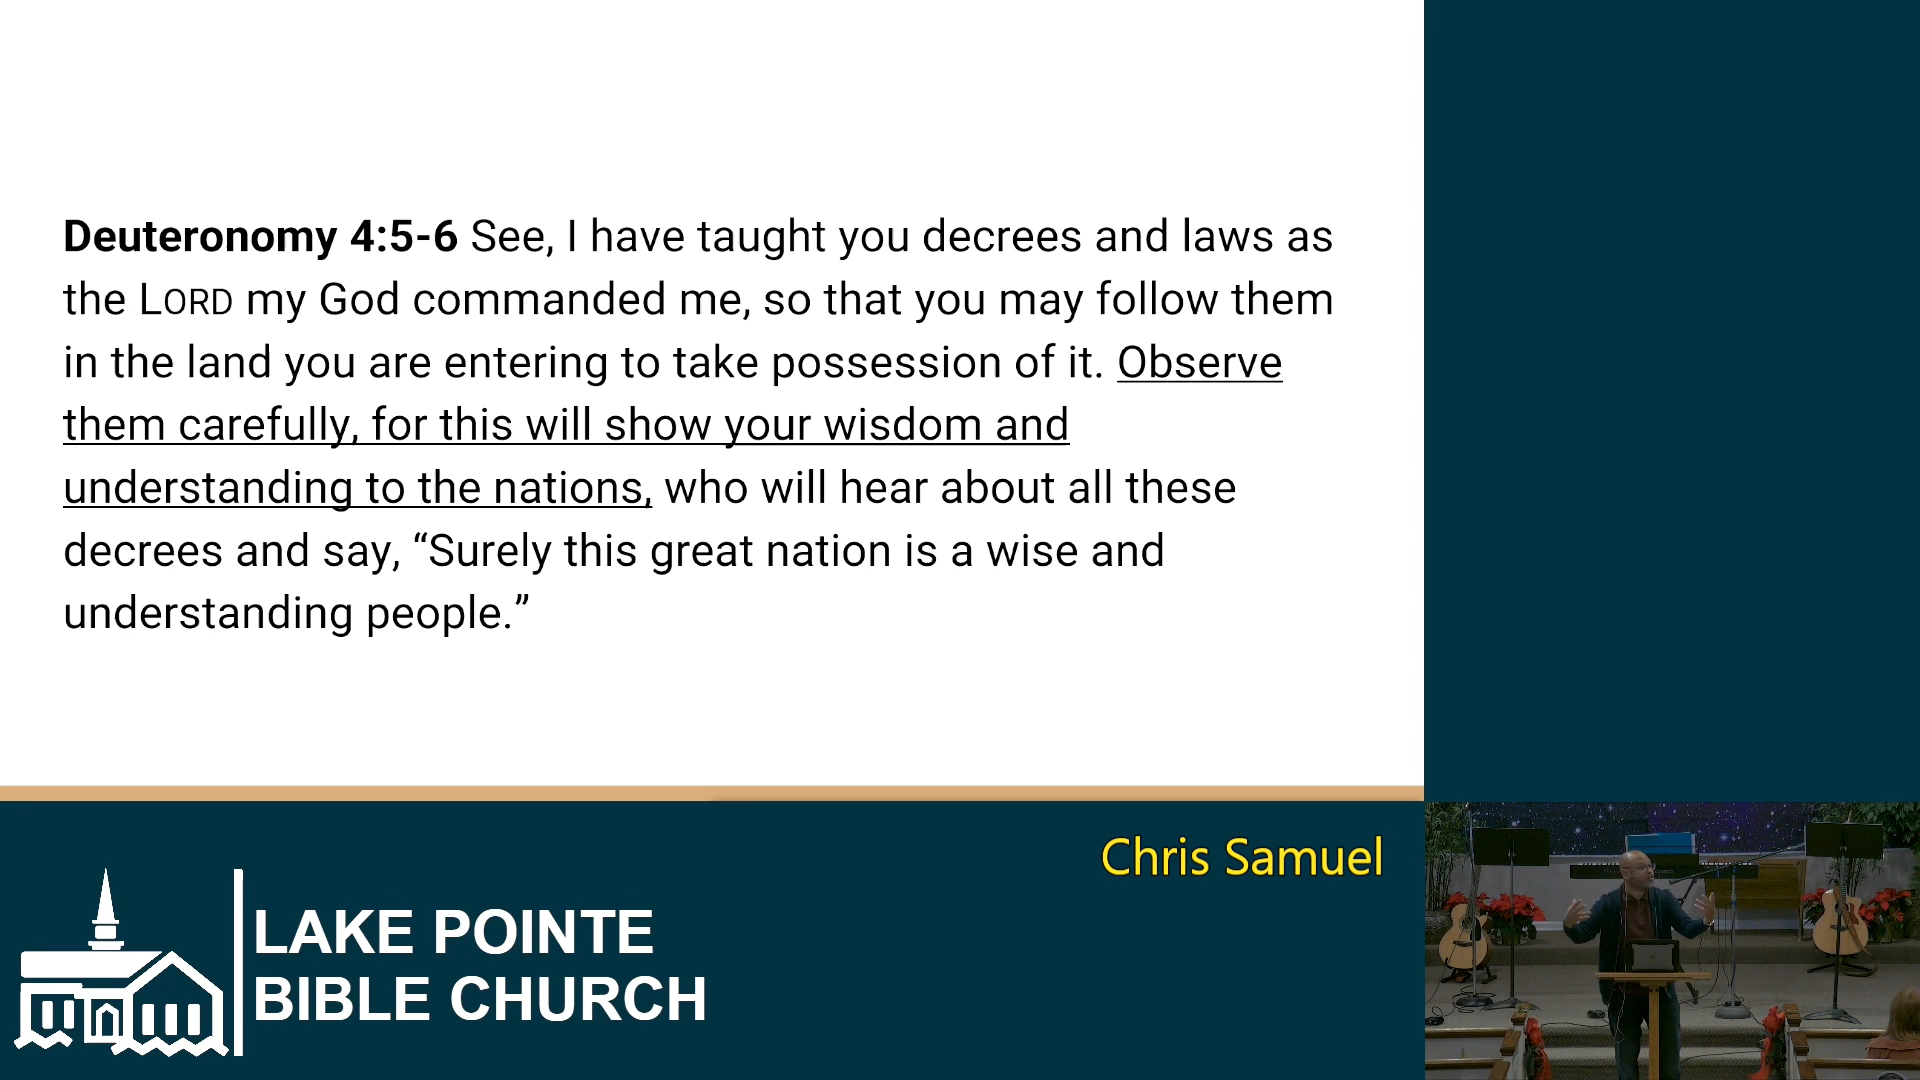 Deuteronomy 4:5-6 See, I have taught you decrees and laws as
the LORD my God commanded me, so that you may follow them
in the land you are entering to take possession of it. Observe
them carefully, for this will show your wisdom and
understanding to the nations, who will hear about all these
decrees and say, “Surely this great nation is a wise and
understanding people.”
Chris Samuel
LAKE POINTE
BIBLE CHURCH